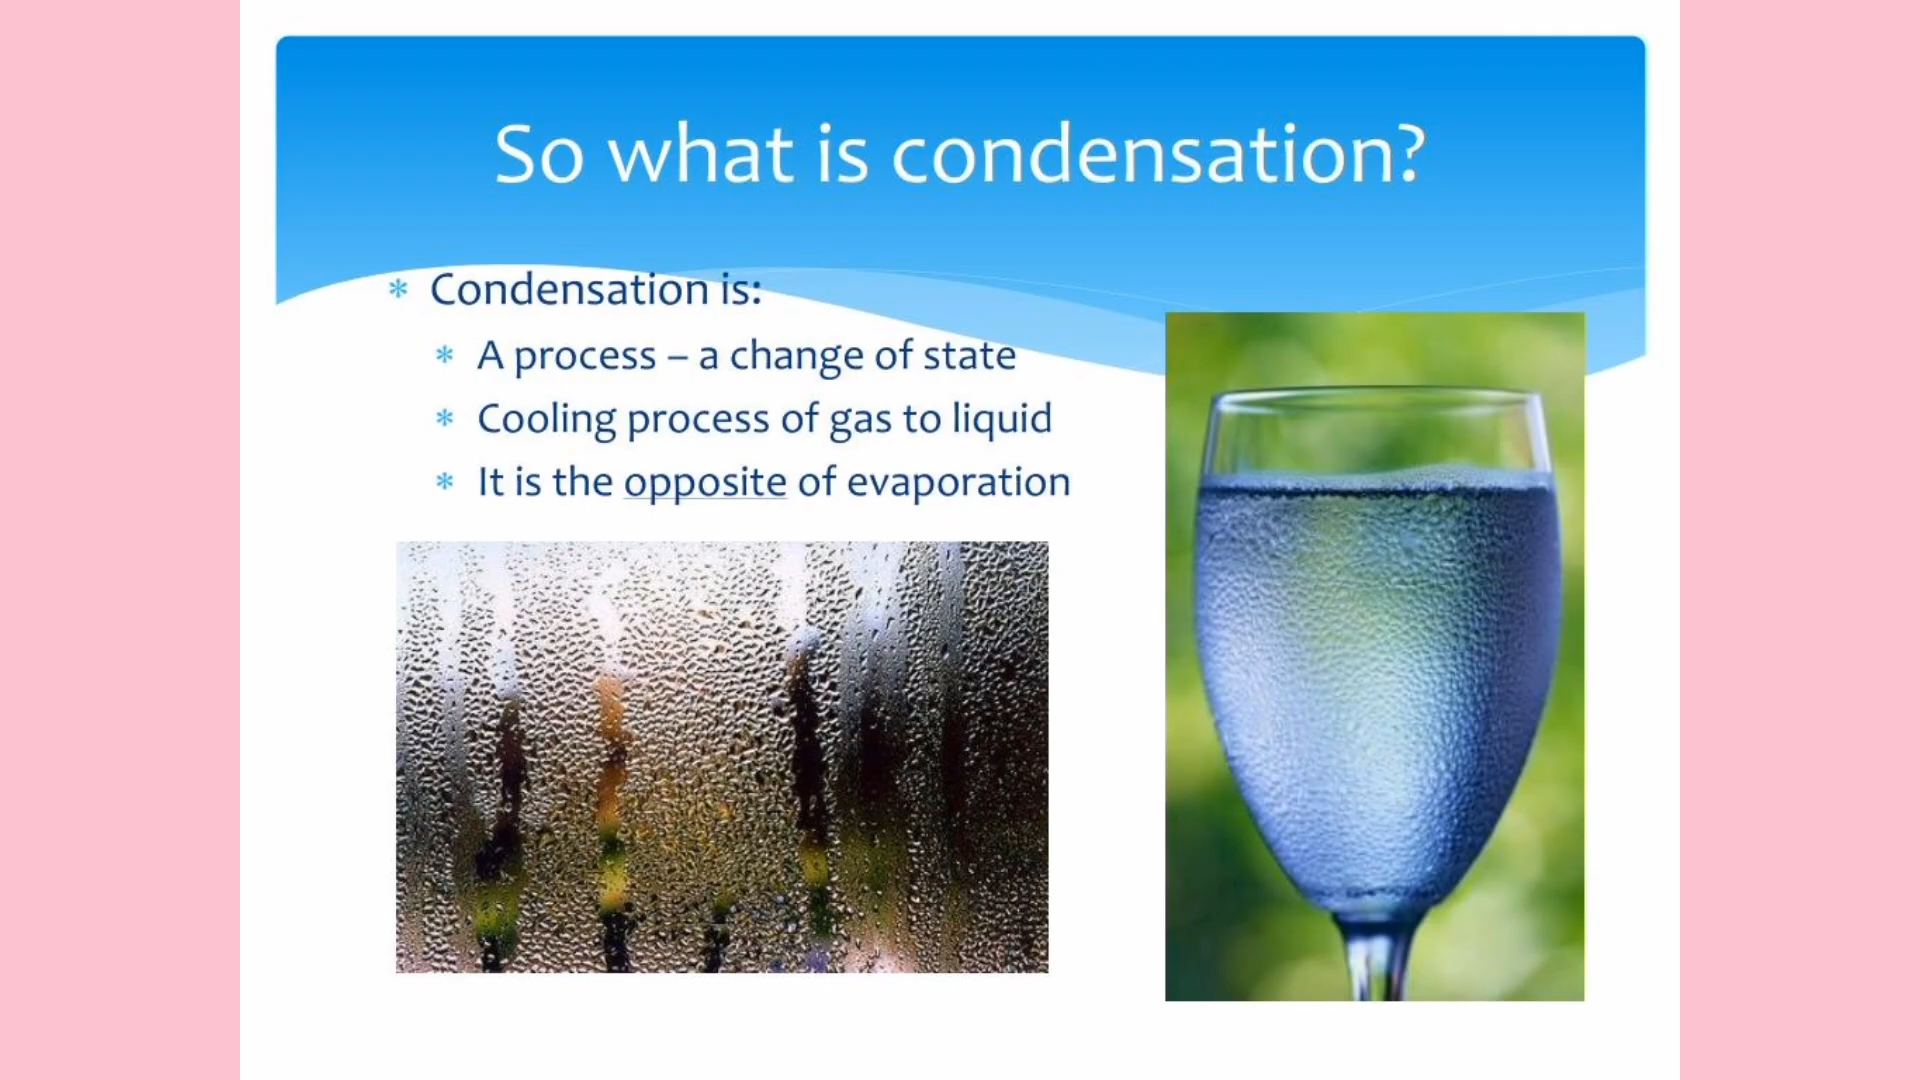 So what is condensation?
* Condensation is:
* A process – a change of state
* Cooling process of gas to liquid
* It is the opposite of evaporation